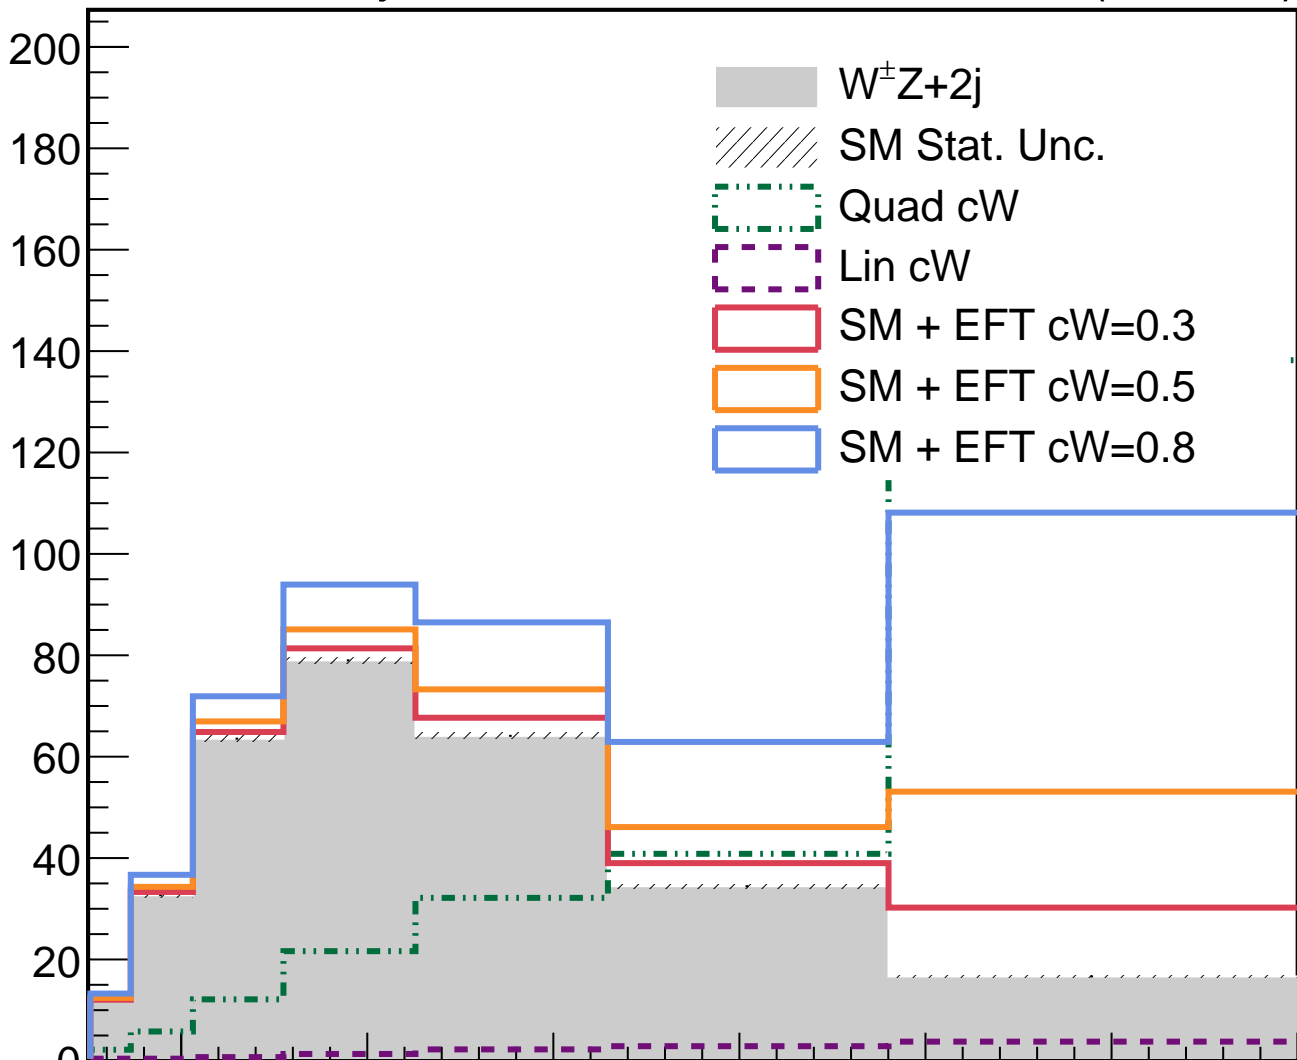 200
180
160
140
120
100
80
60
40
20
0
W±Z+2j
SM Stat. Unc.
Quad cW
Lin cW
SM + EFT cW=0.3
SM + EFT cW=0.5
SM + EFT cW=0.8